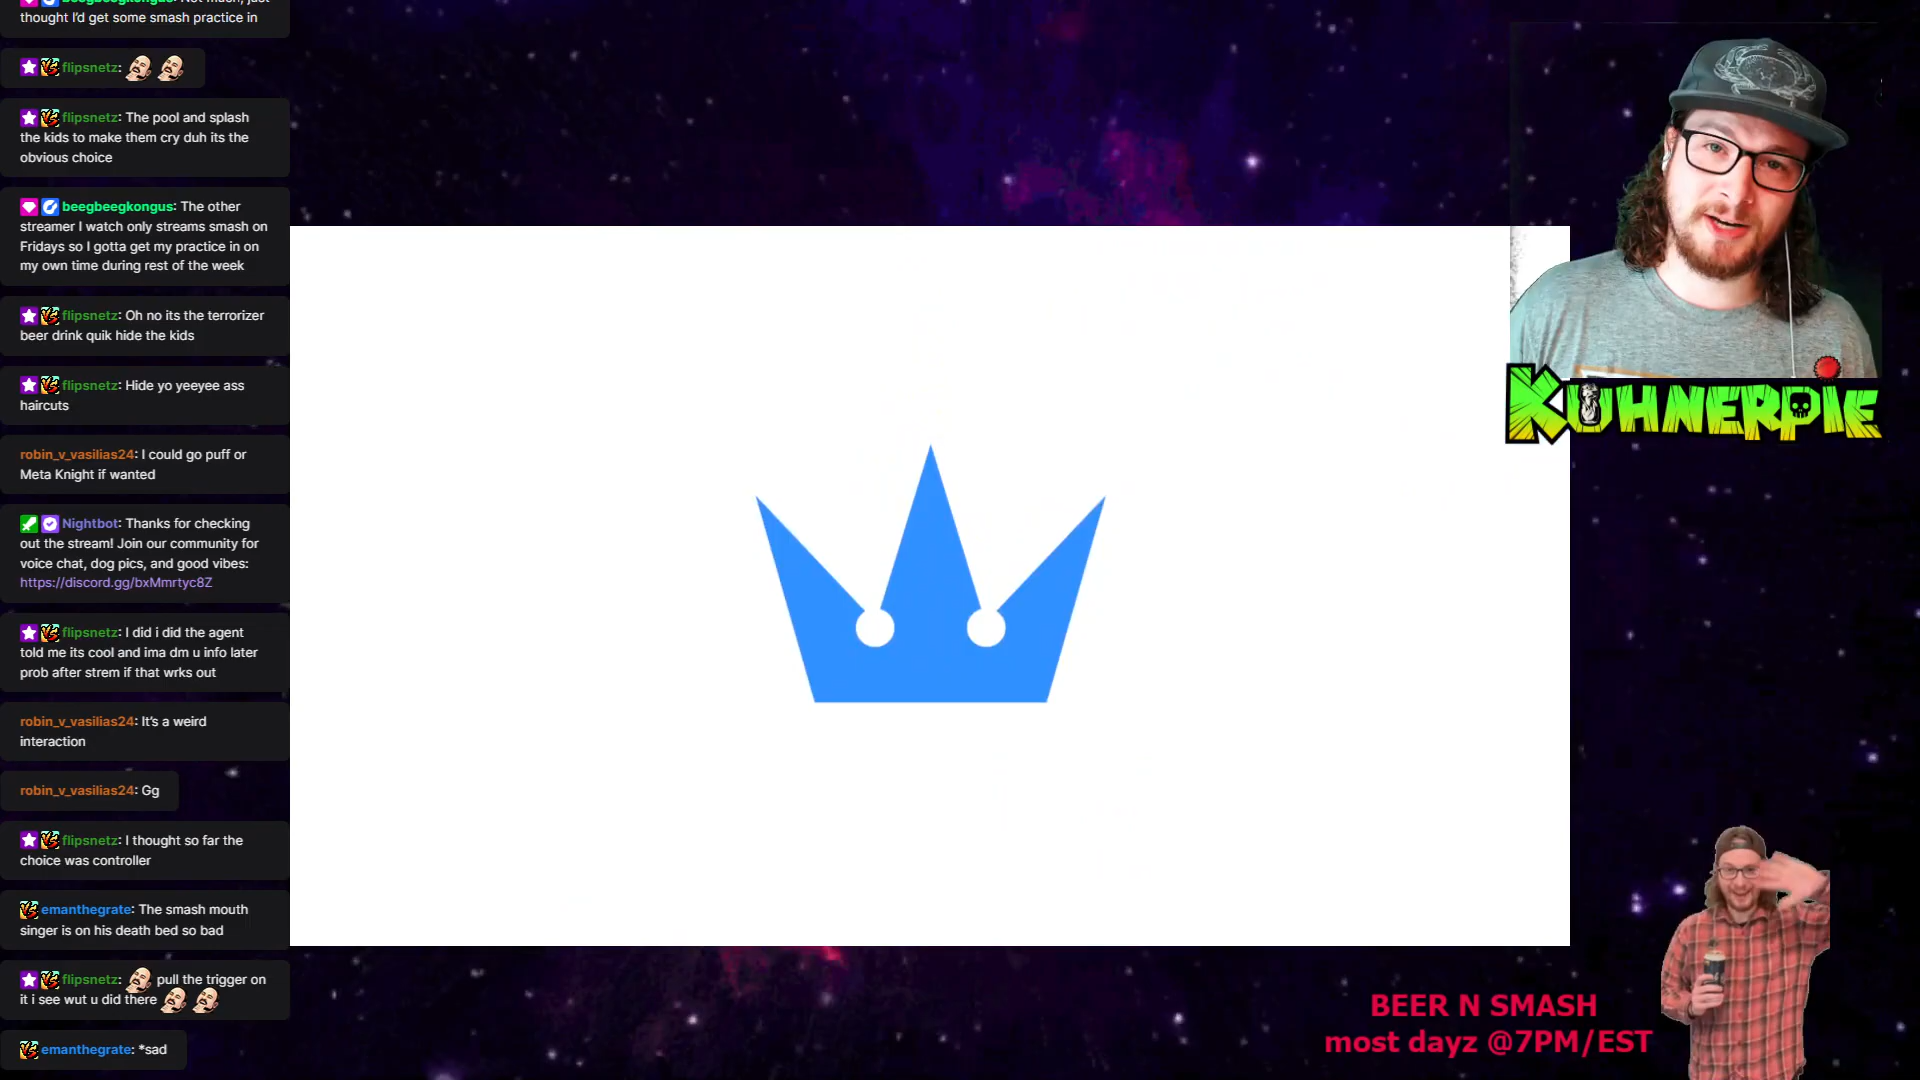 beegbeegkongus: Not much, just
thought I'd get some smash practice in
flipsnetz:
flipsnetz: The pool and splash
the kids to make them cry duh its the
obvious choice
beegbeegkongus: The other
streamer I watch only streams smash on
Fridays so I gotta get my practice in on
my own time during rest of the week
flipsnetz: Oh no its the terrorizer
beer drink quik hide the kids
flipsnetz: Hide yo yeeyee ass
haircuts
robin_v_vasilias24: I could go puff or
Meta Knight if wanted
Nightbot: Thanks for checking
out the stream! Join our community for
voice chat, dog pics, and good vibes:
https://discord.gg/bxMmrtyc8Z
flipsnetz: I did i did the agent
told me its cool and ima dm u info later
prob after strem if that wrks out
robin_v_vasilias24: It's a weird
interaction
robin_v_vasilias24: Gg
flipsnetz: I thought so far the
choice was controller
emanthegrate: The smash mouth
singer is on his death bed so bad
flipsnetz: pull the trigger on
it i see wut u did there
emanthegrate: *sad
KUHNERPIE
BEER N SMASH
most dayz @7PM/EST